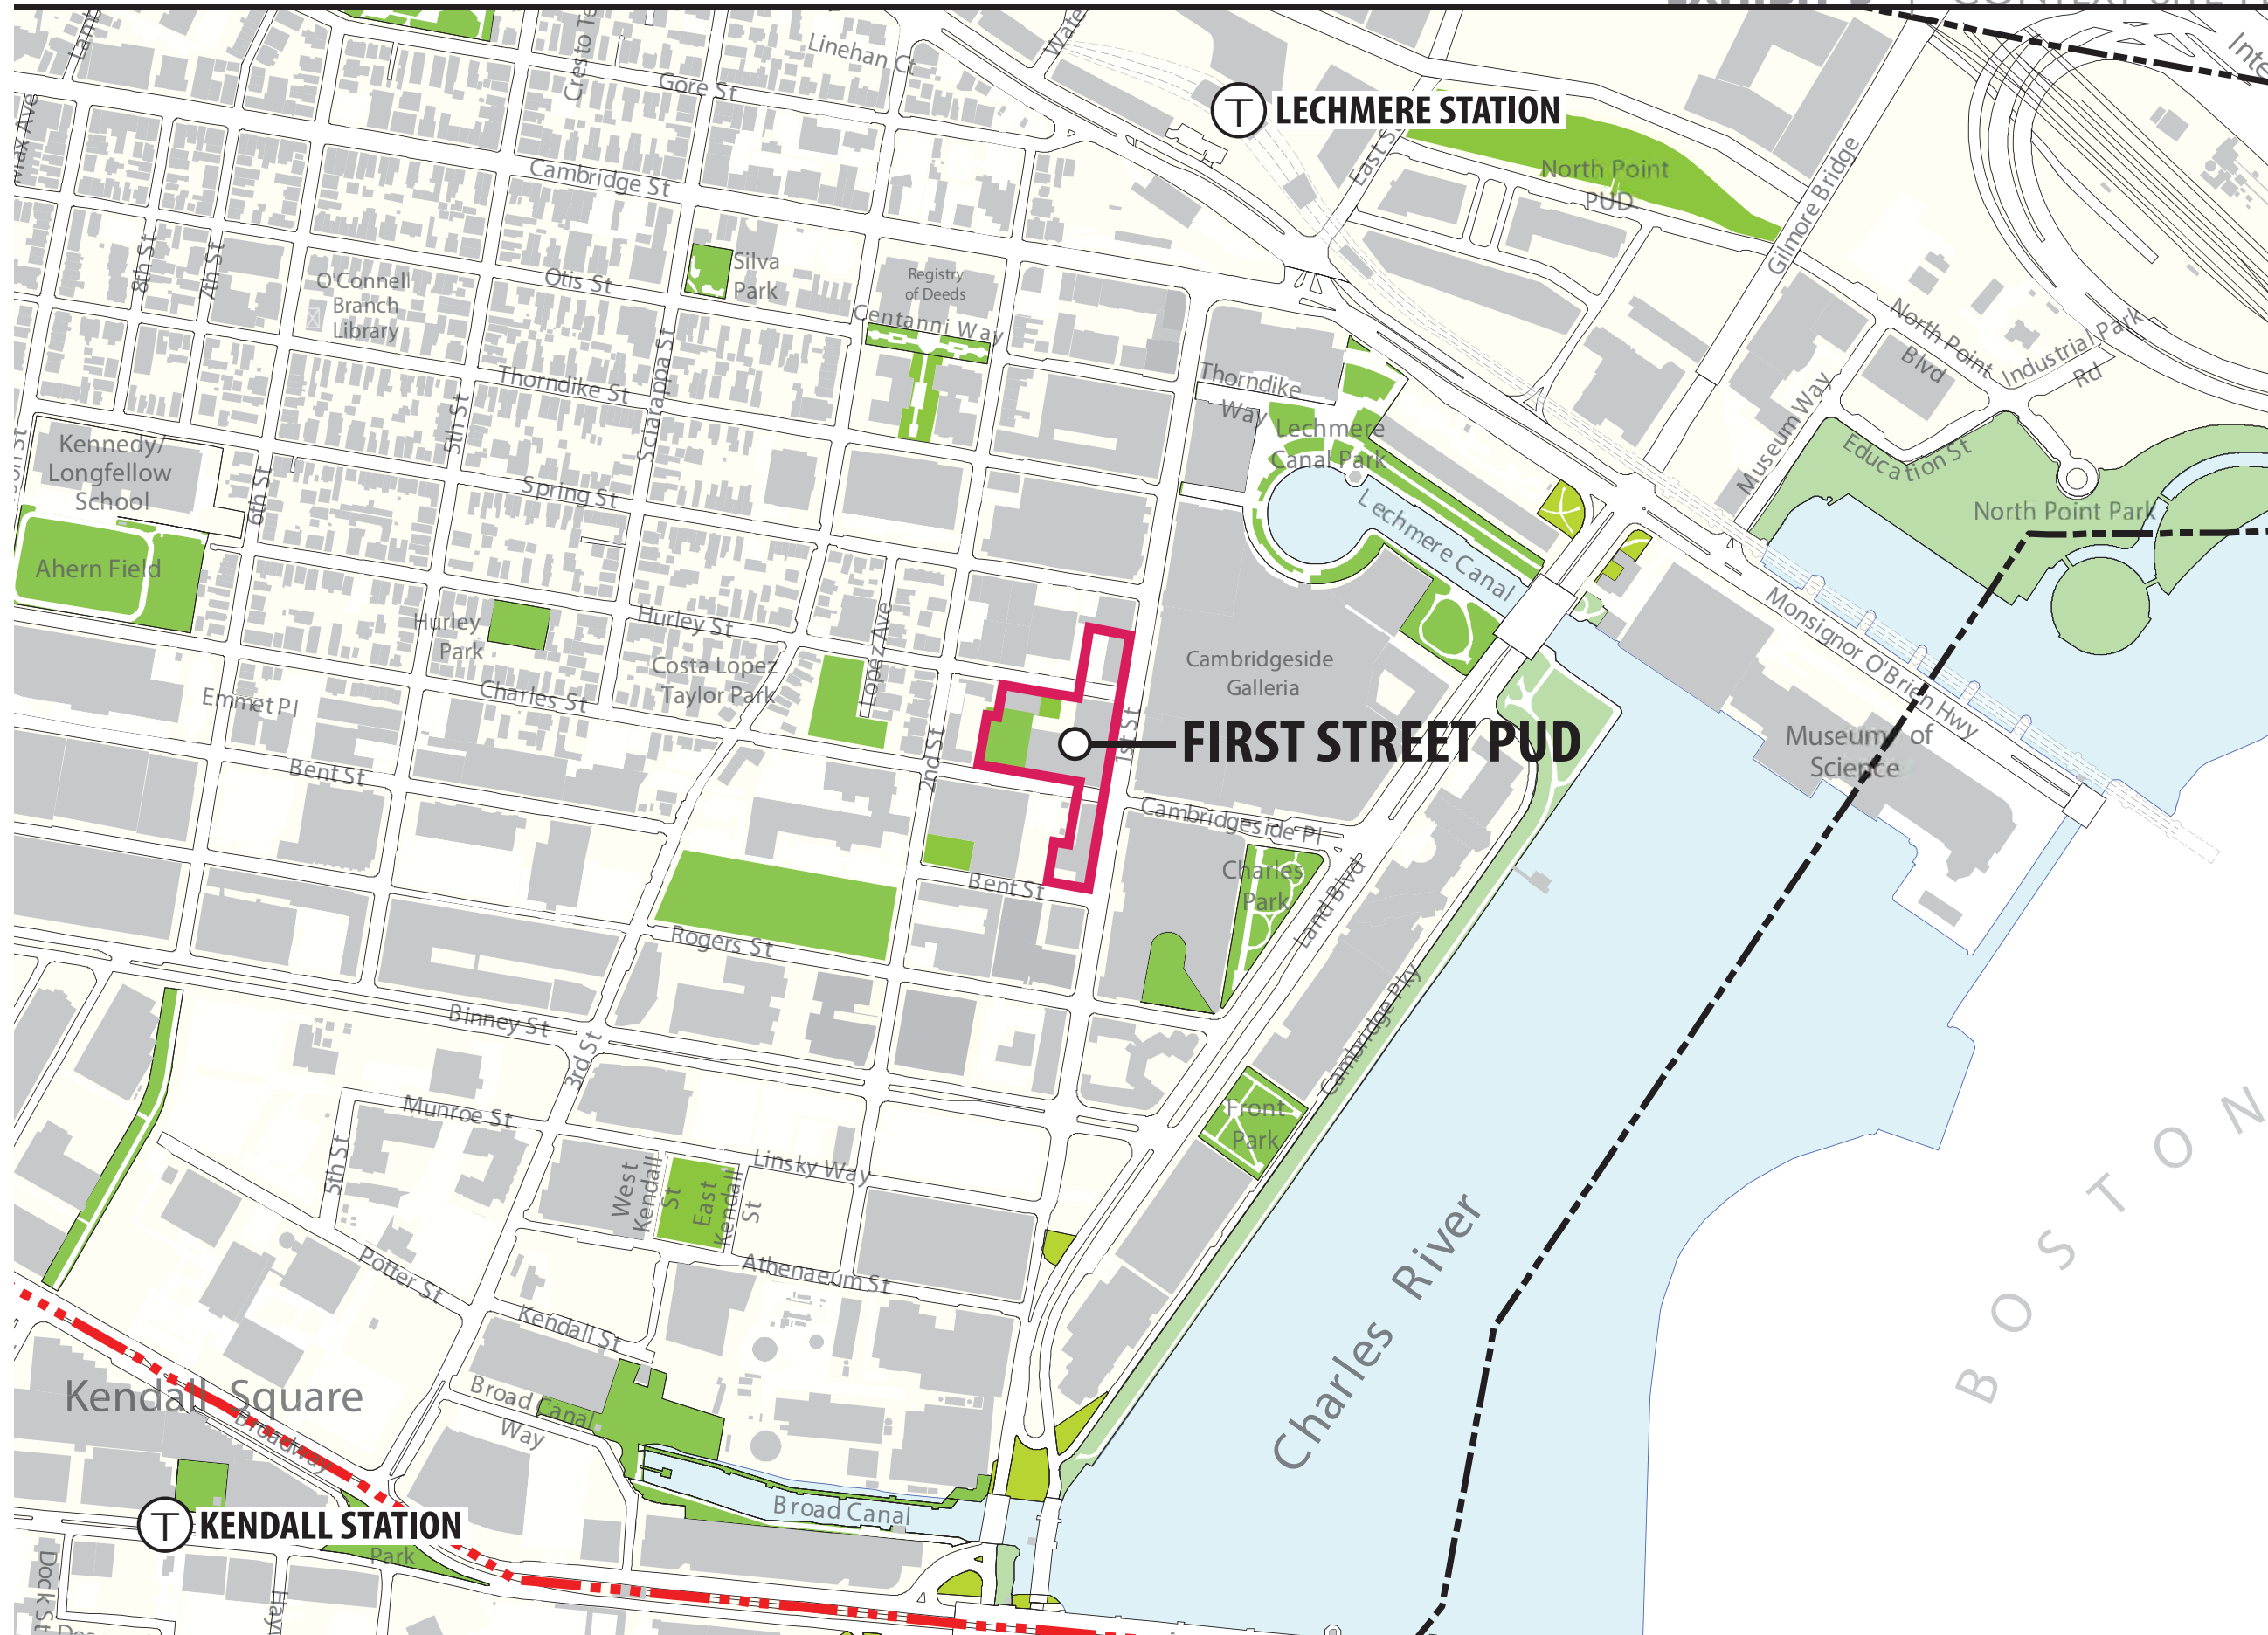 Linehan Ct
Gore St
LECHMERE STATION
T
East S
North Point
PUD
Gilmore Bridge
Cambridge St
8th St
7th St
O'Connell
Branch
Library
Otis St
Silva
Park
Registry
of Deeds
Centanni Way
Thorndike St
Sciarappa St
5th St
Thorndike
Way
Lechmere
Canal Park
Lechmere Canal
North Point
Blvd
Industrial Park
Rd
Museum Way
Education St
North Point Park
Kennedy/
Longfellow
School
6th St
Spring St
Ahern Field
Hurley
Park
Hurley St
Costa Lopez
Taylor Park
Lopez Ave
Emmet Pl
Charles St
2nd St
1st St
Cambridgeside
Galleria
FIRST STREET PUD
Monsignor O'Brien Hwy
Museum of
Science
Bent St
Cambridgeside Pl
Charles
Park
Land Blvd
Bent St
Rogers St
Binney St
3rd St
Cambridge Pky
Munroe St
5th St
Front
Park
Linsky Way
West
Kendall
St
East
Kendall
St
Athenaeum St
Potter St
Kendall St
Charles River
BOSTON
Kendall Square
Broadway
Broad Canal
Way
Broad Canal
T
KENDALL STATION
Park
Dock St